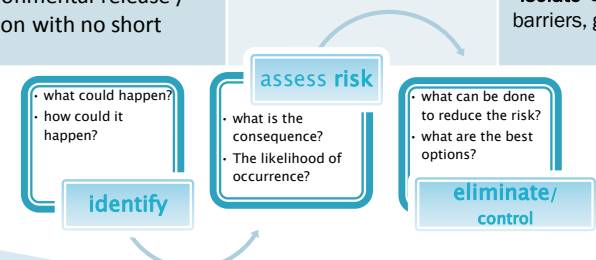 onmental release /
on with no short
barriers, g
assess risk
• what could happen?
• how could it
happen?
identify
• what is the
consequence?
• The likelihood of
occurrence?
• what can be done
to reduce the risk?
• what are the best
options?
eliminate/
control